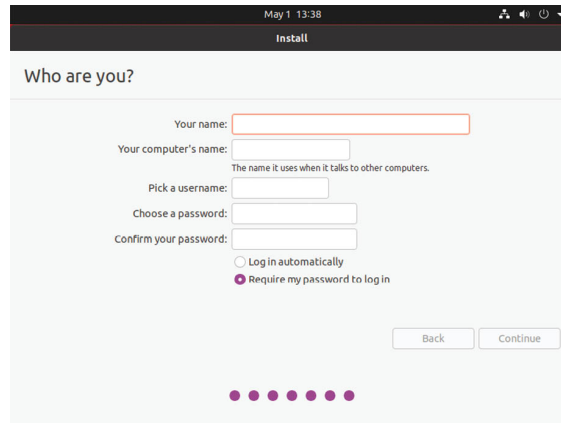 May 1 13:38
Install
Who are you?
Your name:
Your computer's name:
The name it uses when it talks to other computers.
Pick a username:
Choose a password:
Confirm your password:
Log in automatically
Require my password to log in
Back Continue